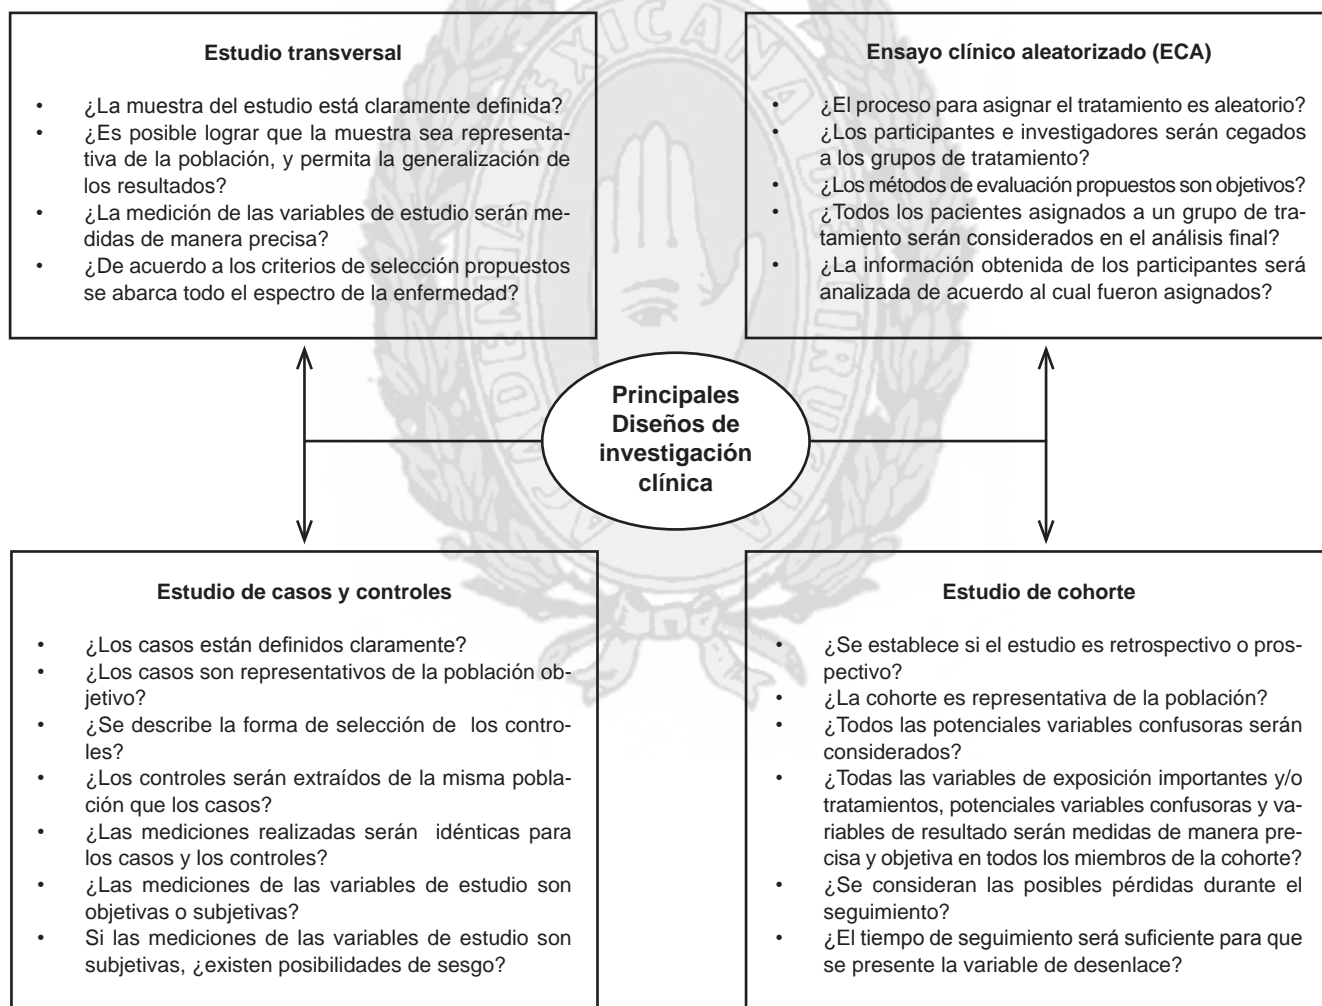 Estudio transversal
• ¿La muestra del estudio está claramente definida?
• ¿Es posible lograr que la muestra sea representa-
tiva de la población, y permita la generalización de
los resultados?
• ¿La medición de las variables de estudio serán me-
didas de manera precisa?
• ¿De acuerdo a los criterios de selección propuestos
se abarca todo el espectro de la enfermedad?
Ensayo clínico aleatorizado (ECA)
• ¿El proceso para asignar el tratamiento es aleatorio?
• ¿Los participantes e investigadores serán cegados
a los grupos de tratamiento?
• ¿Los métodos de evaluación propuestos son objetivos?
• ¿Todos los pacientes asignados a un grupo de tra-
tamiento serán considerados en el análisis final?
• ¿La información obtenida de los participantes será
analizada de acuerdo al cual fueron asignados?
Principales
Diseños de
investigación
clínica
Estudio de casos y controles
• ¿Los casos están definidos claramente?
• ¿Los casos son representativos de la población ob-
jetivo?
• ¿Se describe la forma de selección de los contro-
les?
• ¿Los controles serán extraídos de la misma pobla-
ción que los casos?
• ¿Las mediciones realizadas serán idénticas para
los casos y los controles?
• ¿Las mediciones de las variables de estudio son
objetivas o subjetivas?
• Si las mediciones de las variables de estudio son
subjetivas, ¿existen posibilidades de sesgo?
Estudio de cohorte
• ¿Se establece si el estudio es retrospectivo o pros-
pectivo?
• ¿La cohorte es representativa de la población?
• ¿Todos las potenciales variables confusoras serán
considerados?
• ¿Todas las variables de exposición importantes y/o
tratamientos, potenciales variables confusoras y va-
riables de resultado serán medidas de manera pre-
cisa y objetiva en todos los miembros de la cohorte?
• ¿Se consideran las posibles pérdidas durante el
seguimiento?
• ¿El tiempo de seguimiento será suficiente para que
se presente la variable de desenlace?